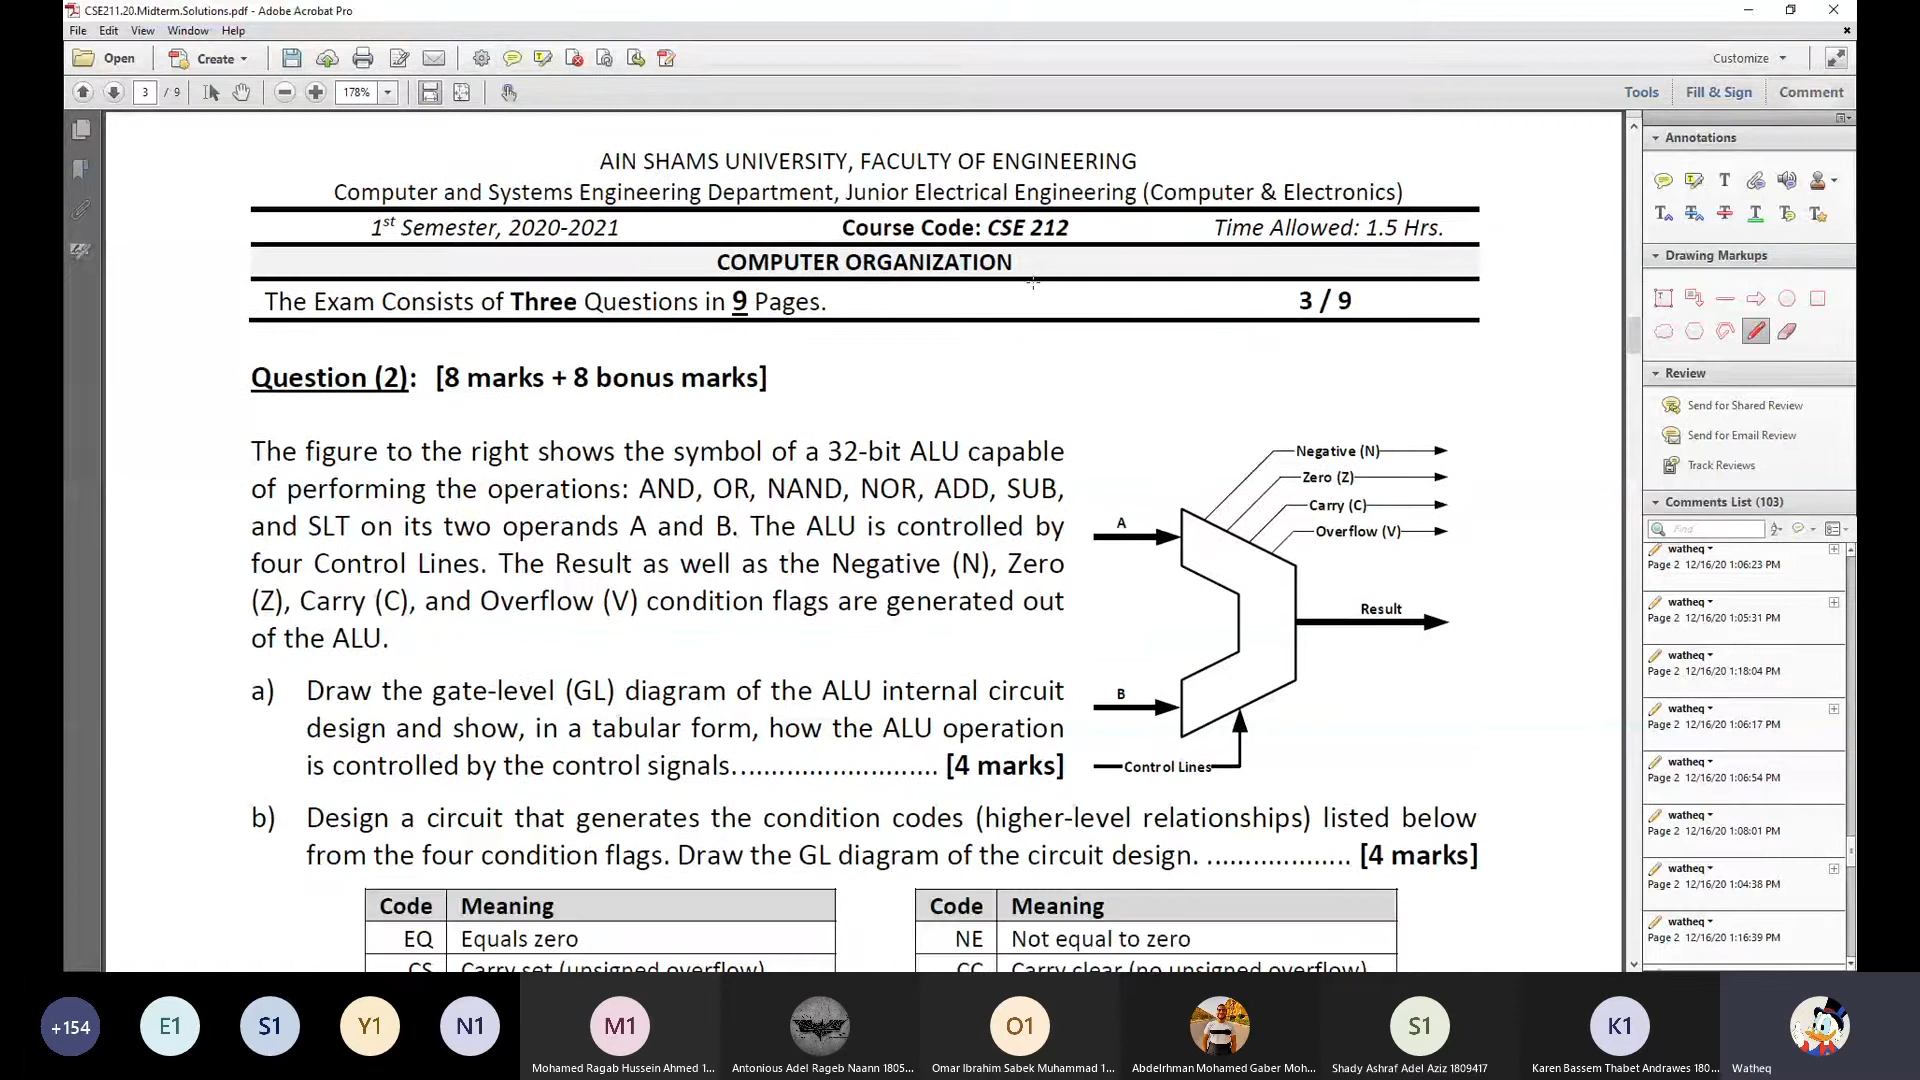 CSE211.20.Midterm.Solutions.pdf - Adobe Acrobat Pro
File Edit View Window Help
Open Create Customize
3 / 9 178% Tools Fill & Sign Comment
AIN SHAMS UNIVERSITY, FACULTY OF ENGINEERING
Computer and Systems Engineering Department, Junior Electrical Engineering (Computer & Electronics)
1st Semester, 2020-2021 Course Code: CSE 212 Time Allowed: 1.5 Hrs.
COMPUTER ORGANIZATION
The Exam Consists of Three Questions in 9 Pages. 3 / 9
Question (2): [8 marks + 8 bonus marks]
The figure to the right shows the symbol of a 32-bit ALU capable
of performing the operations: AND, OR, NAND, NOR, ADD, SUB,
and SLT on its two operands A and B. The ALU is controlled by
four Control Lines. The Result as well as the Negative (N), Zero
(Z), Carry (C), and Overflow (V) condition flags are generated out
of the ALU.
a) Draw the gate-level (GL) diagram of the ALU internal circuit
design and show, in a tabular form, how the ALU operation
is controlled by the control signals............................ [4 marks]
Negative (N)
Zero (Z)
Carry (C)
Overflow (V)
A
Result
B
Control Lines
b) Design a circuit that generates the condition codes (higher-level relationships) listed below
from the four condition flags. Draw the GL diagram of the circuit design. ................... [4 marks]
Code Meaning
EQ Equals zero
CS Carry set (unsigned overflow)
Code Meaning
NE Not equal to zero
CC Carry clear (no unsigned overflow)
Annotations
Drawing Markups
Review
Send for Shared Review
Send for Email Review
Track Reviews
Comments List (103)
Find
watheq
Page 2 12/16/20 1:06:23 PM
watheq
Page 2 12/16/20 1:05:31 PM
watheq
Page 2 12/16/20 1:18:04 PM
watheq
Page 2 12/16/20 1:06:17 PM
watheq
Page 2 12/16/20 1:06:54 PM
watheq
Page 2 12/16/20 1:08:01 PM
watheq
Page 2 12/16/20 1:04:38 PM
watheq
Page 2 12/16/20 1:16:39 PM
+154 E1 S1 Y1 N1 M1 O1 S1 K1
Mohamed Ragab Hussein Ahmed 1... Antonious Adel Rageb Naann 1805... Omar Ibrahim Sabek Muhammad 1... Abdelrhman Mohamed Gaber Moh... Shady Ashraf Adel Aziz 1809417 Karen Bassem Thabet Andrawes 180... Watheq